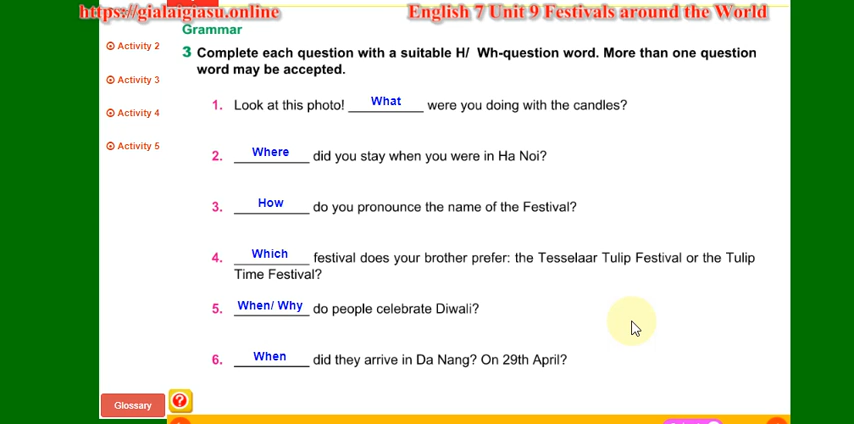 https://gialaigiasu.online English 7 Unit 9 Festivals around the World
Grammar
Activity 2
Activity 3
Activity 4
Activity 5
3 Complete each question with a suitable H/ Wh-question word. More than one question
word may be accepted.
1. Look at this photo! What were you doing with the candles?
2. Where did you stay when you were in Ha Noi?
3. How do you pronounce the name of the Festival?
4. Which festival does your brother prefer: the Tesselaar Tulip Festival or the Tulip
Time Festival?
5. When/ Why do people celebrate Diwali?
6. When did they arrive in Da Nang? On 29th April?
Glossary
?